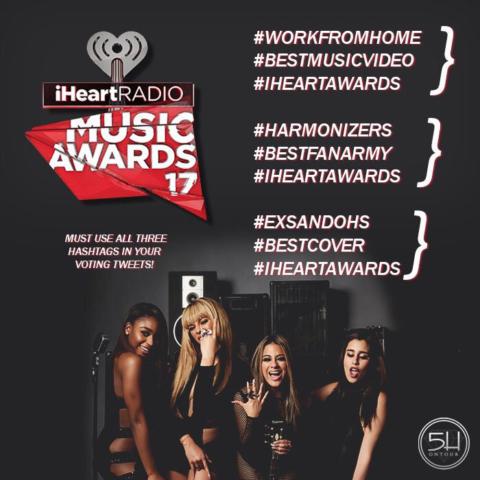 iHeartRADIO
MUSIC
AWARDS
17
#WORKFROMHOME
#BESTMUSICVIDEO
#IHEARTAWARDS
#HARMONIZERS
#BESTFANARMY
#IHEARTAWARDS
MUST USE ALL THREE
HASHTAGS IN YOUR
VOTING TWEETS!
#EXSANDOHS
#BESTCOVER
#IHEARTAWARDS
5H
ONTOUR